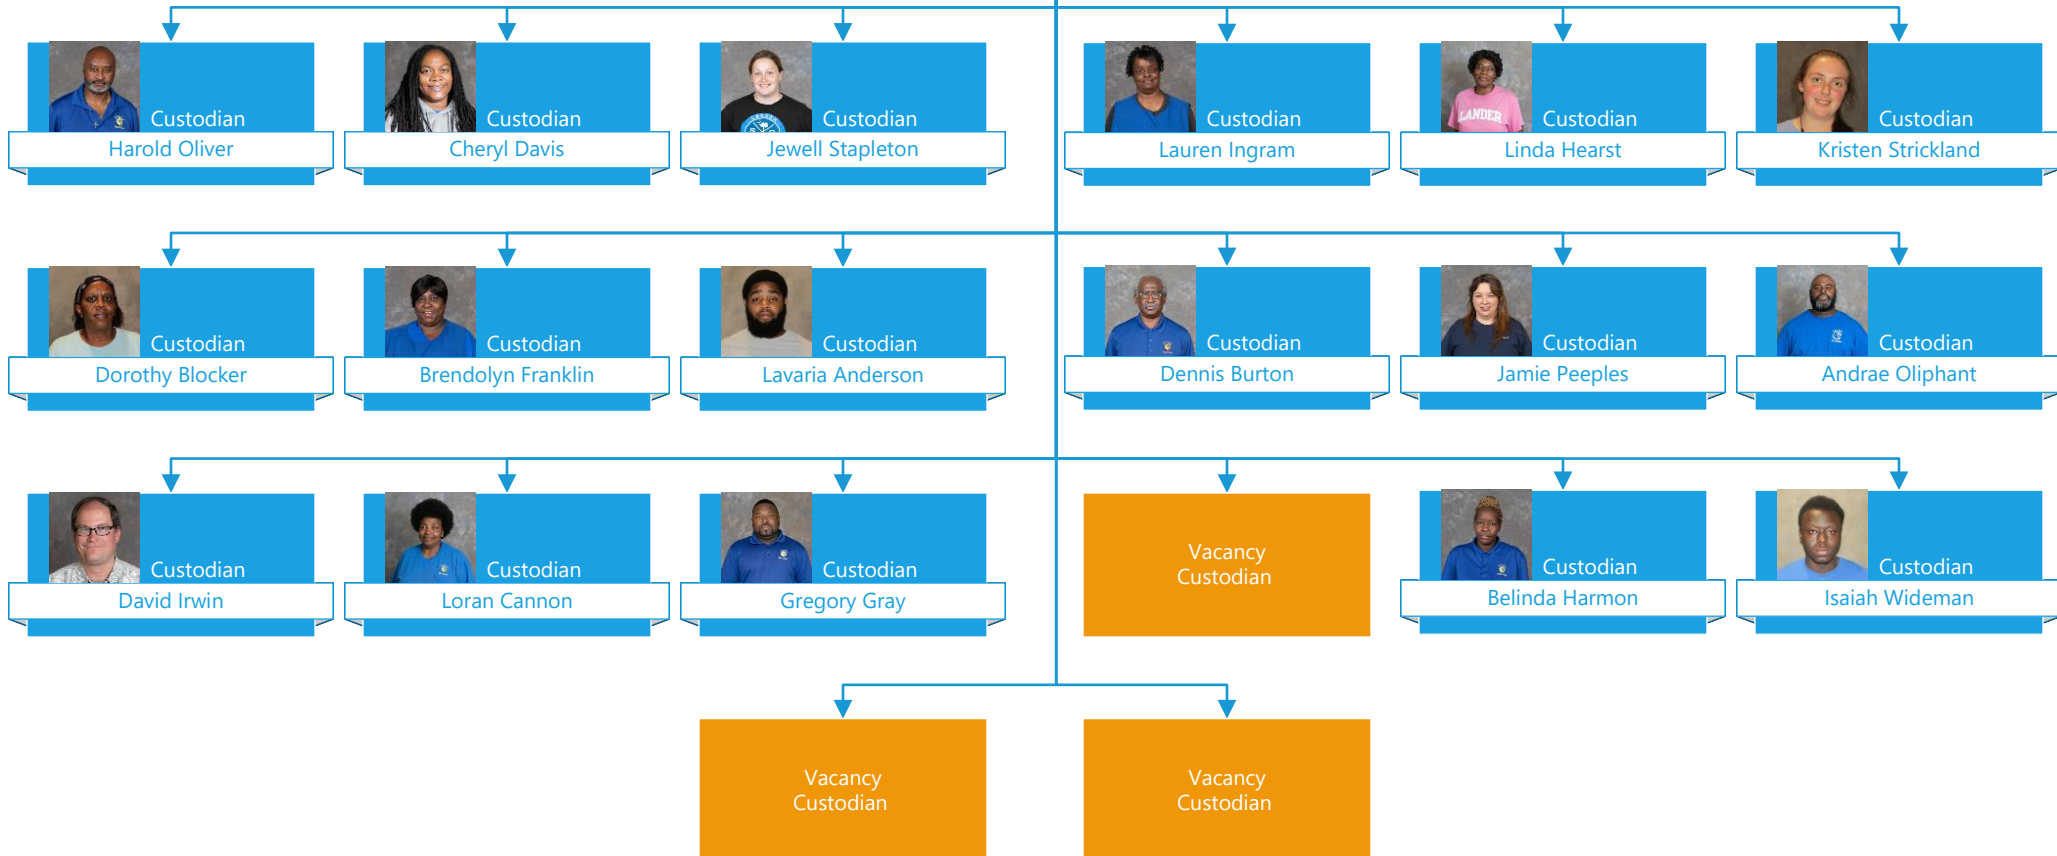 Custodian
Harold Oliver
Custodian
Cheryl Davis
Custodian
Jewell Stapleton
Custodian
Lauren Ingram
LANDER
Custodian
Linda Hearst
Custodian
Kristen Strickland
Custodian
Dorothy Blocker
Custodian
Brendolyn Franklin
Custodian
Lavaria Anderson
Custodian
Dennis Burton
Custodian
Jamie Peeples
Custodian
Andrae Oliphant
Custodian
David Irwin
Custodian
Loran Cannon
Custodian
Gregory Gray
Vacancy
Custodian
Custodian
Belinda Harmon
Custodian
Isaiah Wideman
Vacancy
Custodian
Vacancy
Custodian